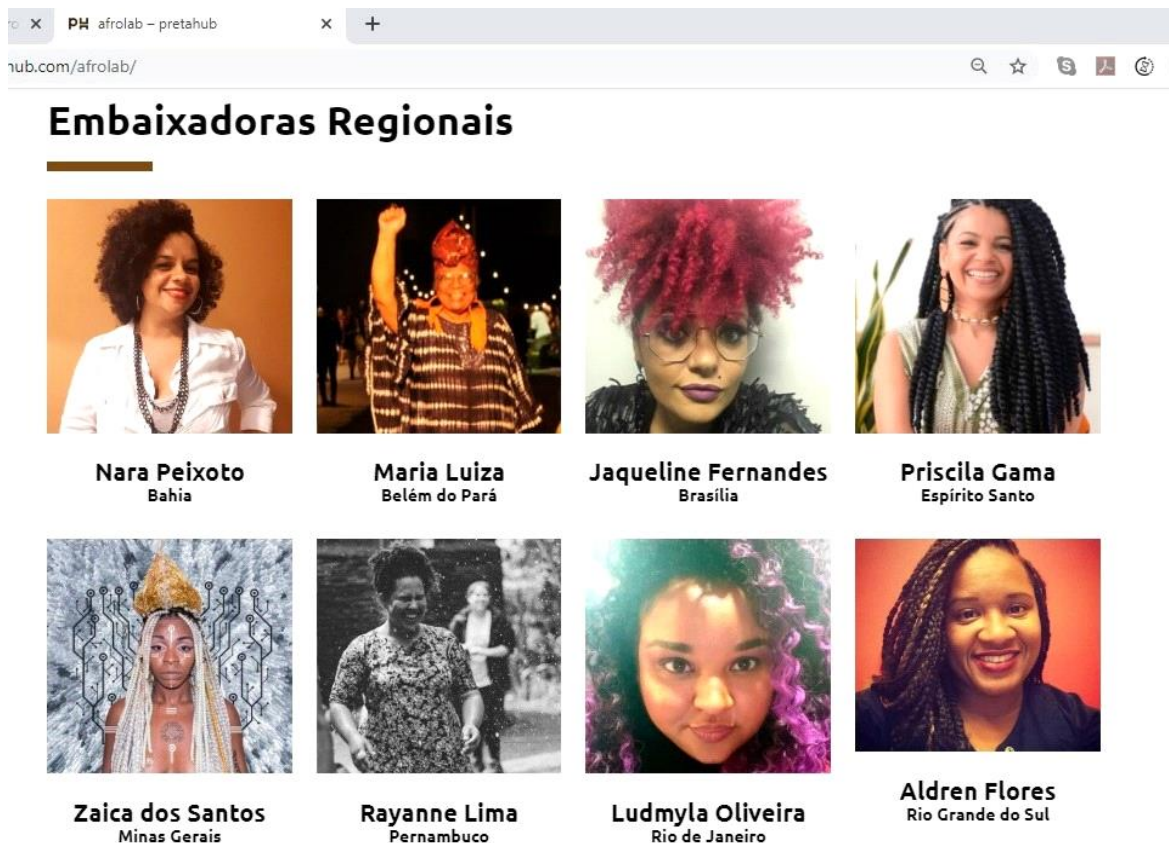 PH afrolab – pretahub
hub.com/afrolab/
Embaixadoras Regionais
Nara Peixoto
Bahia
Maria Luiza
Belém do Pará
Jaqueline Fernandes
Brasília
Priscila Gama
Espírito Santo
Zaica dos Santos
Minas Gerais
Rayanne Lima
Pernambuco
Ludmyla Oliveira
Rio de Janeiro
Aldren Flores
Rio Grande do Sul